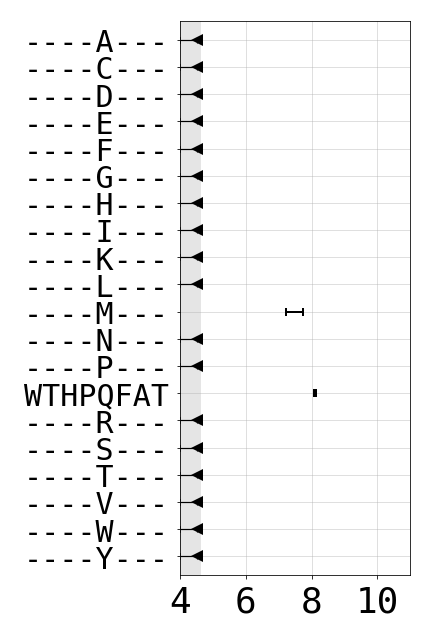 ----A---
----C---
----D---
----E---
----F---
----G---
----H---
----I---
----K---
----L---
----M---
----N---
----P---
WTHPQFAT
----R---
----S---
----T---
----V---
----W---
----Y---
4 6 8 10